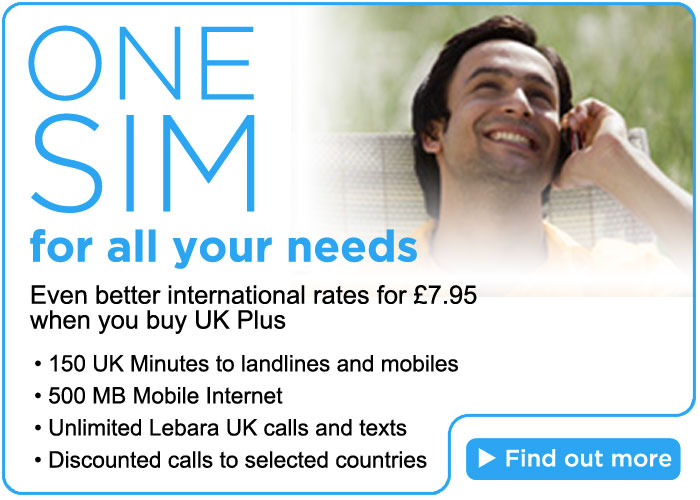 ONE
SIM
for all your needs
Even better international rates for £7.95
when you buy UK Plus
• 150 UK Minutes to landlines and mobiles
• 500 MB Mobile Internet
• Unlimited Lebara UK calls and texts
• Discounted calls to selected countries
Find out more